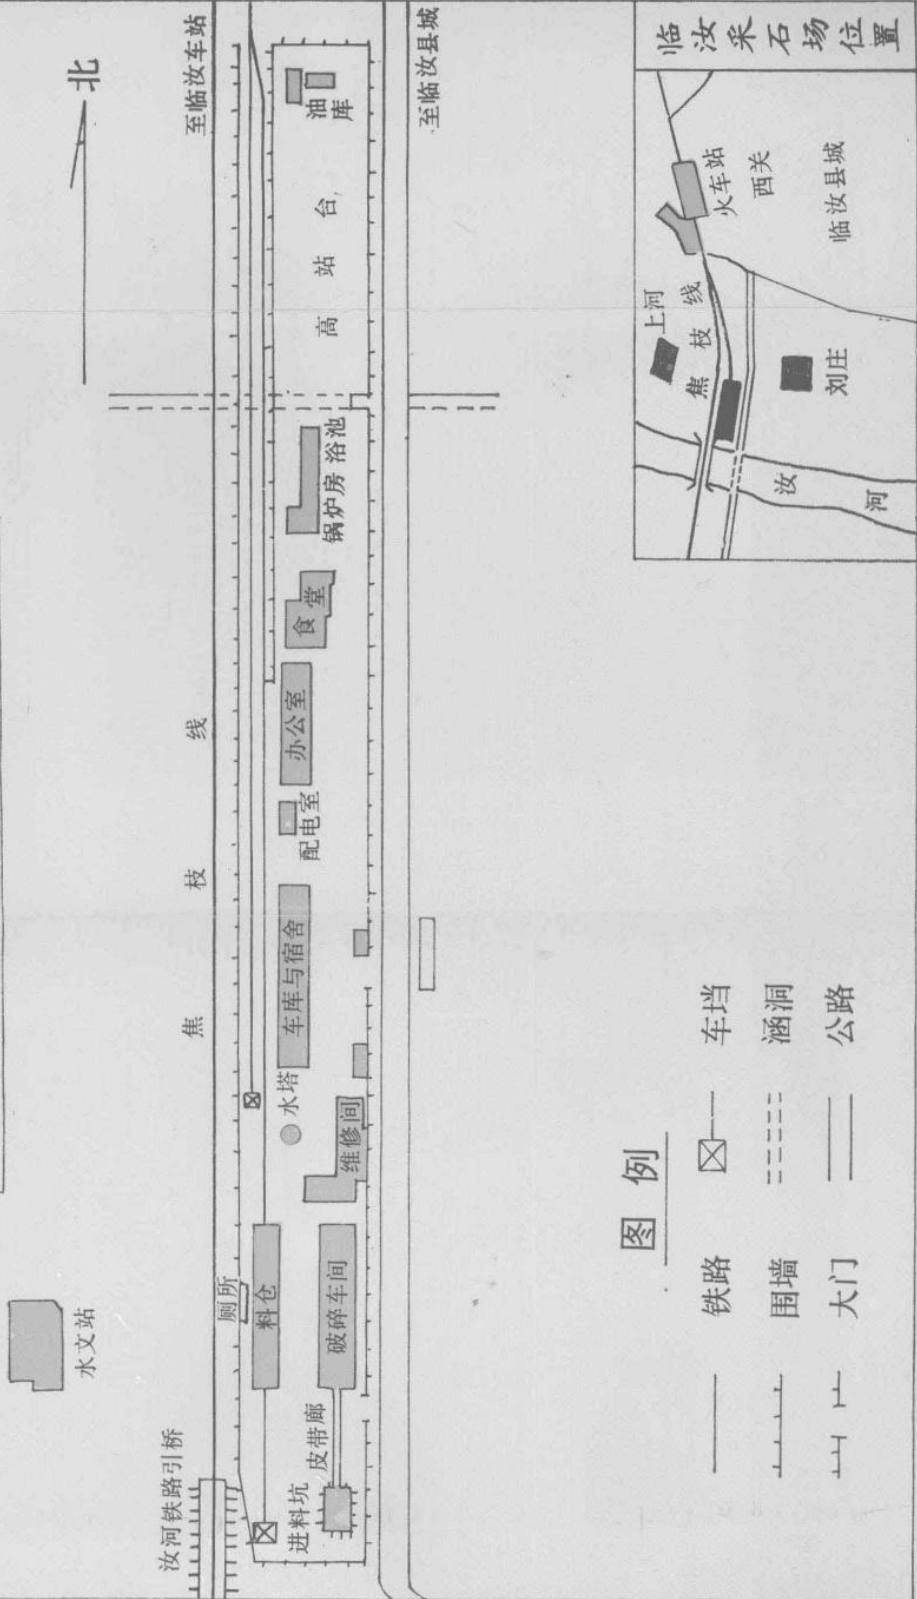 北
至临汝车站
至临汝县城
油库
高站台
锅炉房 浴池
食堂
办公室
配电室
车库与宿舍
水塔
维修间
厕所
料仓
破碎车间
皮带廊
进料坑
汝河铁路引桥
水文站
焦枝线
临汝采石场位置
火车站
西关
临汝县城
上河
焦枝线
刘庄
汝河
图例
铁路
车挡
围墙
涵洞
大门
公路